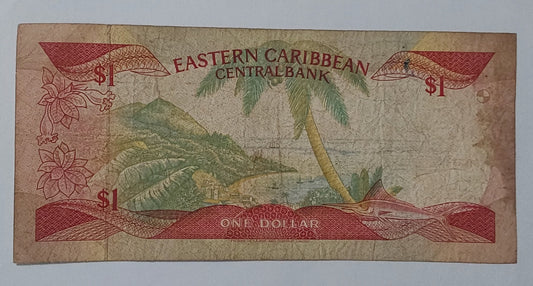 EASTERN CARIBBEAN
CENTRAL BANK
$1
$1
$1
ONE DOLLAR